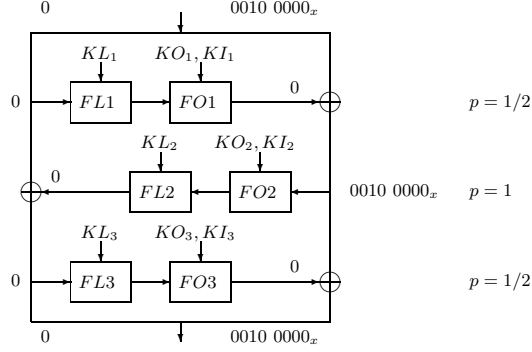 0 0010 0000ₓ
KL₁ KO₁, KI₁
0 FL1 FO1 0 p = 1/2
KL₂ KO₂, KI₂
0 FL2 FO2 0010 0000ₓ p = 1
KL₃ KO₃, KI₃
0 FL3 FO3 0 p = 1/2
0 0010 0000ₓ